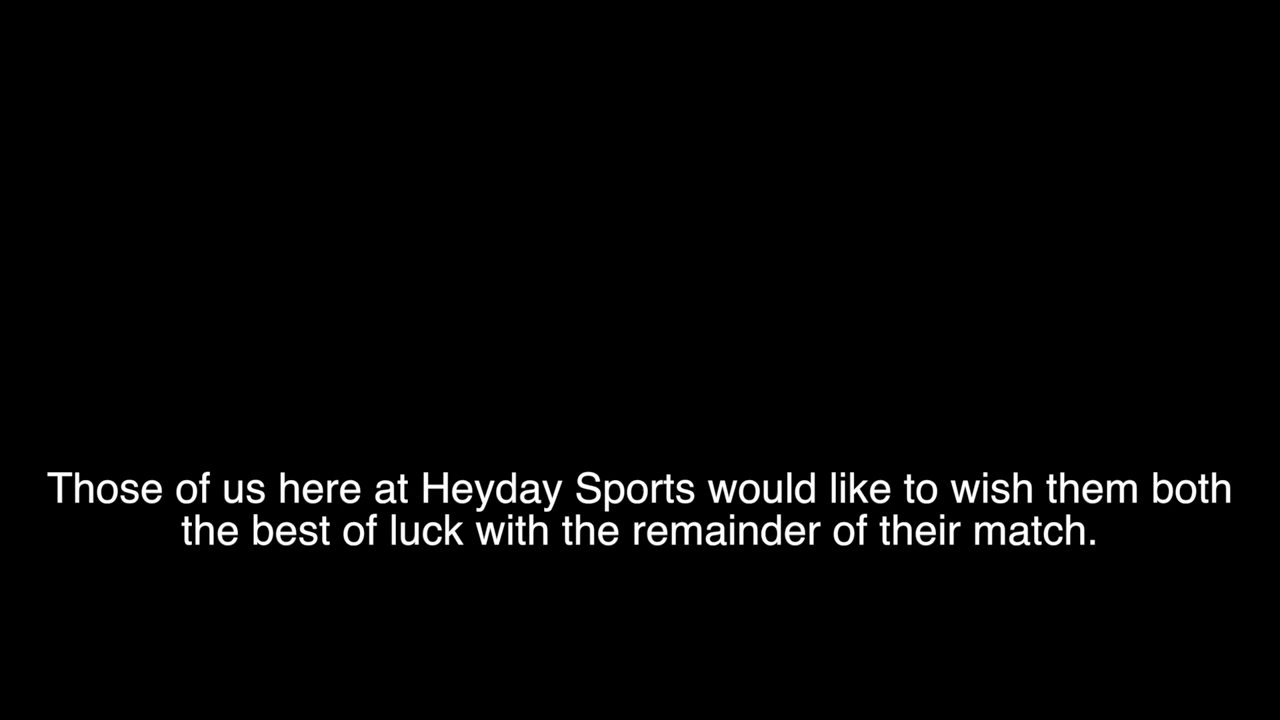 Those of us here at Heyday Sports would like to wish them both
the best of luck with the remainder of their match.